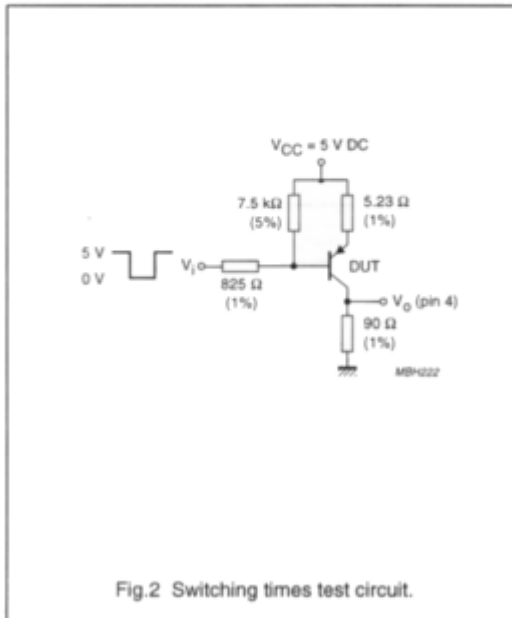 V_CC = 5 V DC
7.5 kΩ
(5%)
5.23 Ω
(1%)
5 V
0 V
V_i
825 Ω
(1%)
DUT
V_o (pin 4)
90 Ω
(1%)
MBH222
Fig.2 Switching times test circuit.